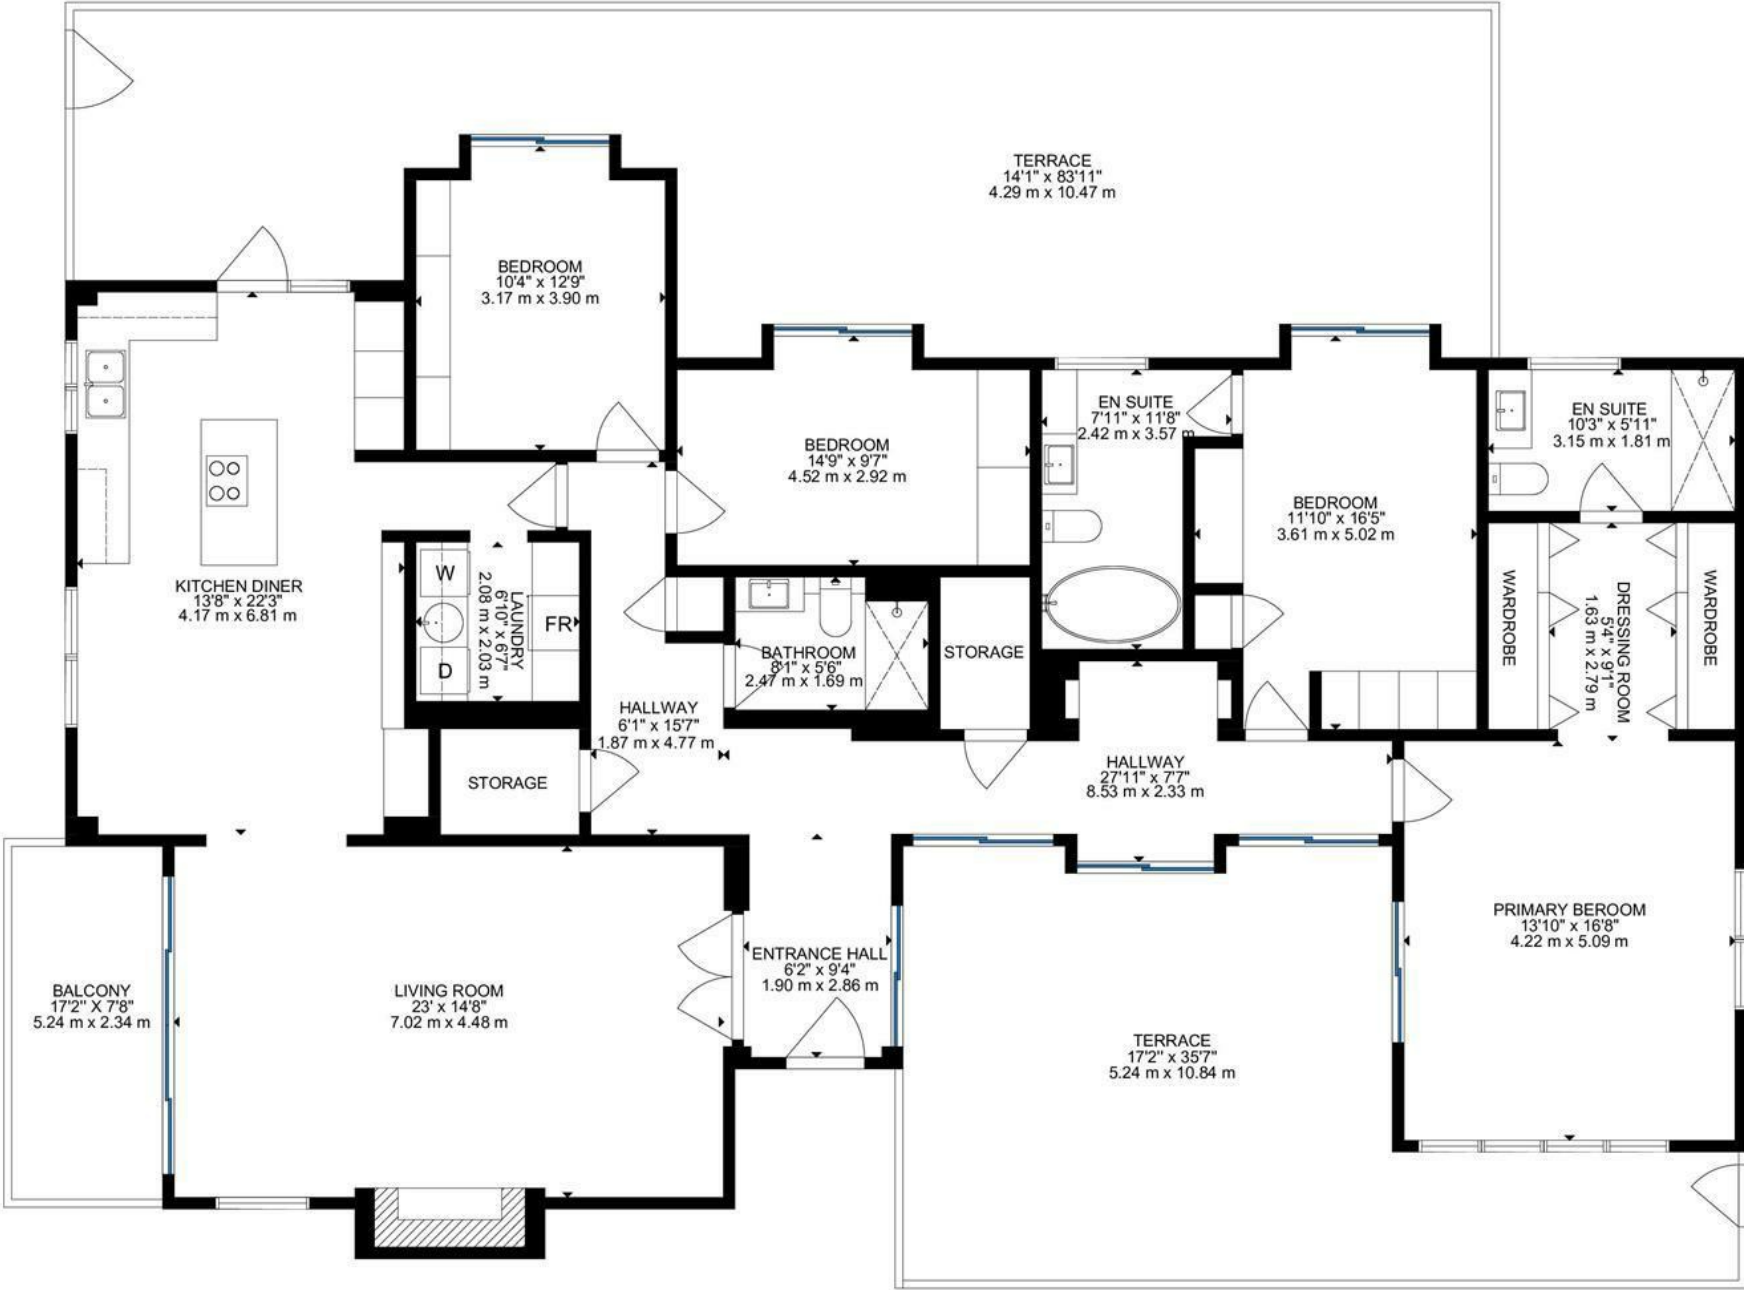 TERRACE
14'1" x 83'11"
4.29 m x 10.47 m
BEDROOM
10'4" x 12'9"
3.17 m x 3.90 m
BEDROOM
14'9" x 9'7"
4.52 m x 2.92 m
EN SUITE
7'11" x 11'8"
2.42 m x 3.57 m
BEDROOM
11'10" x 16'5"
3.61 m x 5.02 m
EN SUITE
10'3" x 5'11"
3.15 m x 1.81 m
KITCHEN DINER
13'8" x 22'3"
4.17 m x 6.81 m
W
D
LAUNDRY
6'10" x 6'7"
2.08 m x 2.03 m
FR
BATHROOM
8'1" x 5'6"
2.47 m x 1.69 m
STORAGE
WARDROBE
DRESSING ROOM
5'4" x 9'1"
1.63 m x 2.79 m
WARDROBE
HALLWAY
6'1" x 15'7"
1.87 m x 4.77 m
STORAGE
HALLWAY
27'11" x 7'7"
8.53 m x 2.33 m
BALCONY
17'2" X 7'8"
5.24 m x 2.34 m
LIVING ROOM
23' x 14'8"
7.02 m x 4.48 m
ENTRANCE HALL
6'2" x 9'4"
1.90 m x 2.86 m
TERRACE
17'2" x 35'7"
5.24 m x 10.84 m
PRIMARY BEROOM
13'10" x 16'8"
4.22 m x 5.09 m